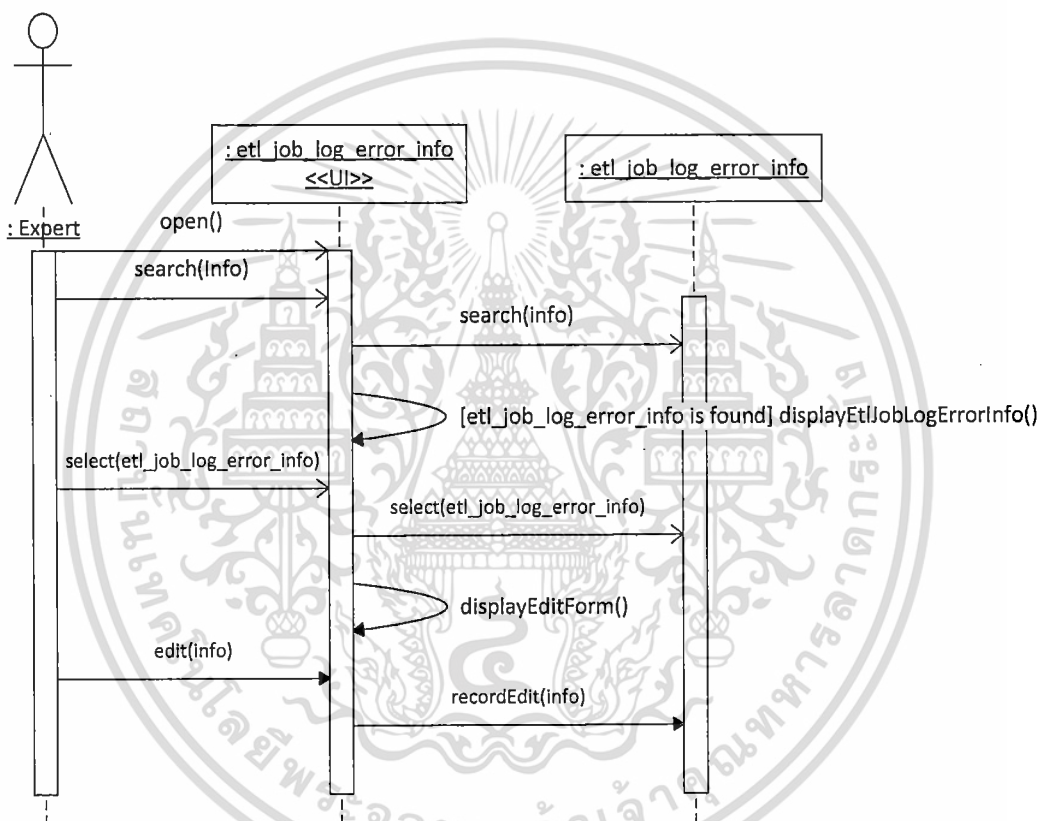 : etl_job_log_error_info
<<UI>>
: etl_job_log_error_info
: Expert
open()
search(Info)
search(info)
[etl_job_log_error_info is found] displayEtlJobLogErrorInfo()
select(etl_job_log_error_info)
select(etl_job_log_error_info)
displayEditForm()
edit(info)
recordEdit(info)